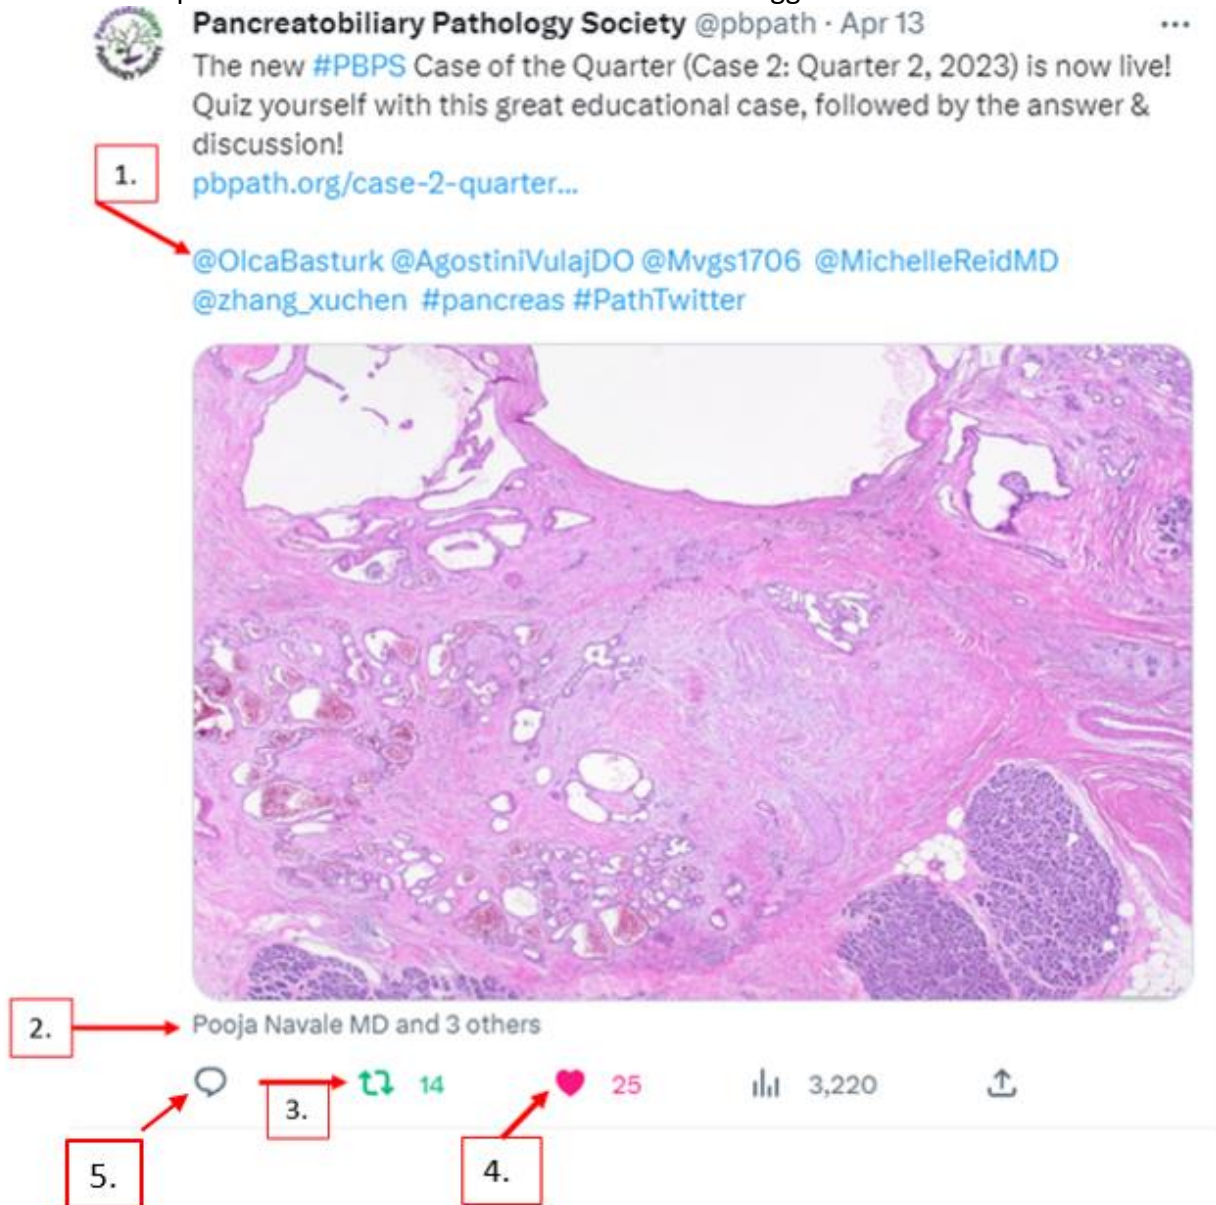 Pancreatobiliary Pathology Society @pbpath · Apr 13
The new #PBPS Case of the Quarter (Case 2: Quarter 2, 2023) is now live!
Quiz yourself with this great educational case, followed by the answer &
discussion!
1.
pbpath.org/case-2-quarter...
@OlcaBasturk @AgostiniVulajDO @Mvgs1706 @MichelleReidMD
@zhang_xuchen #pancreas #PathTwitter
2.
Pooja Navale MD and 3 others
14
25
3,220
3.
4.
5.